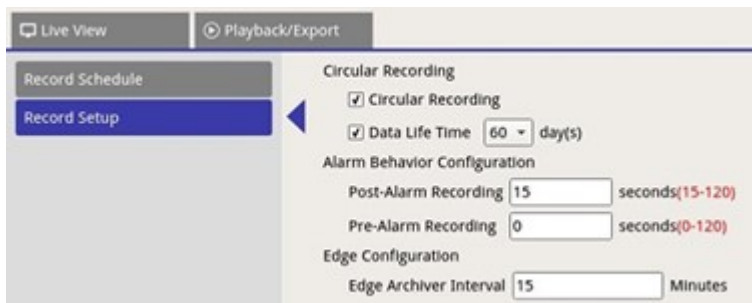 Live View
Playback/Export
Record Schedule
Record Setup
Circular Recording
Circular Recording
Data Life Time 60 day(s)
Alarm Behavior Configuration
Post-Alarm Recording 15 seconds(15-120)
Pre-Alarm Recording 0 seconds(0-120)
Edge Configuration
Edge Archiver Interval 15 Minutes